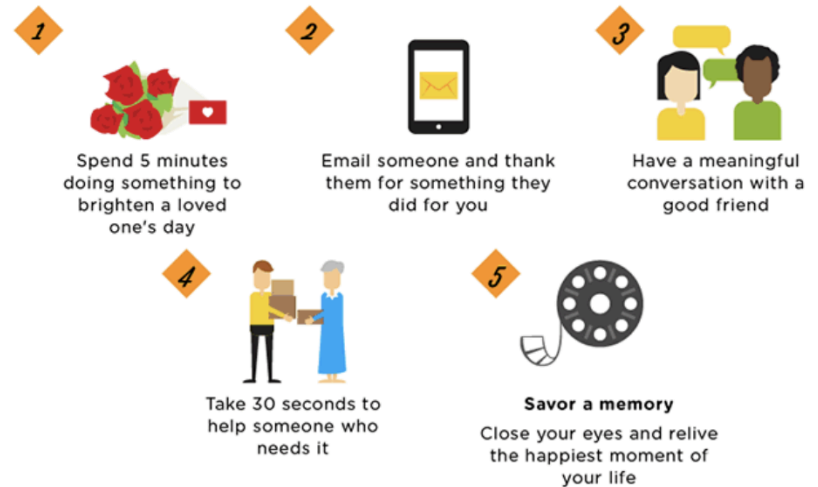 1
Spend 5 minutes
doing something to
brighten a loved
one's day
2
Email someone and thank
them for something they
did for you
3
Have a meaningful
conversation with a
good friend
4
Take 30 seconds to
help someone who
needs it
5
Savor a memory
Close your eyes and relive
the happiest moment of
your life